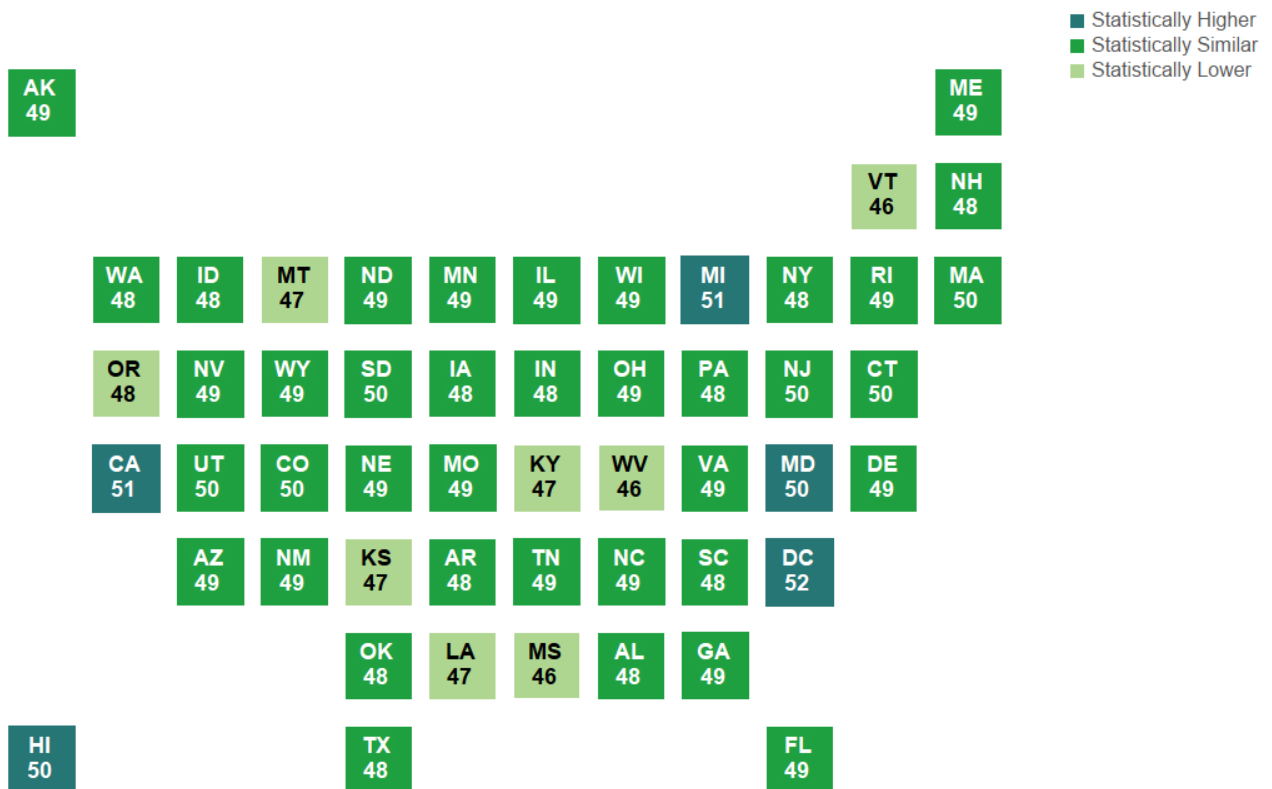 Statistically Higher
Statistically Similar
Statistically Lower
AK
49
ME
49
VT
46
NH
48
WA
48
ID
48
MT
47
ND
49
MN
49
IL
49
WI
49
MI
51
NY
48
RI
49
MA
50
OR
48
NV
49
WY
49
SD
50
IA
48
IN
48
OH
49
PA
48
NJ
50
CT
50
CA
51
UT
50
CO
50
NE
49
MO
49
KY
47
WV
46
VA
49
MD
50
DE
49
AZ
49
NM
49
KS
47
AR
48
TN
49
NC
49
SC
48
DC
52
OK
48
LA
47
MS
46
AL
48
GA
49
HI
50
TX
48
FL
49